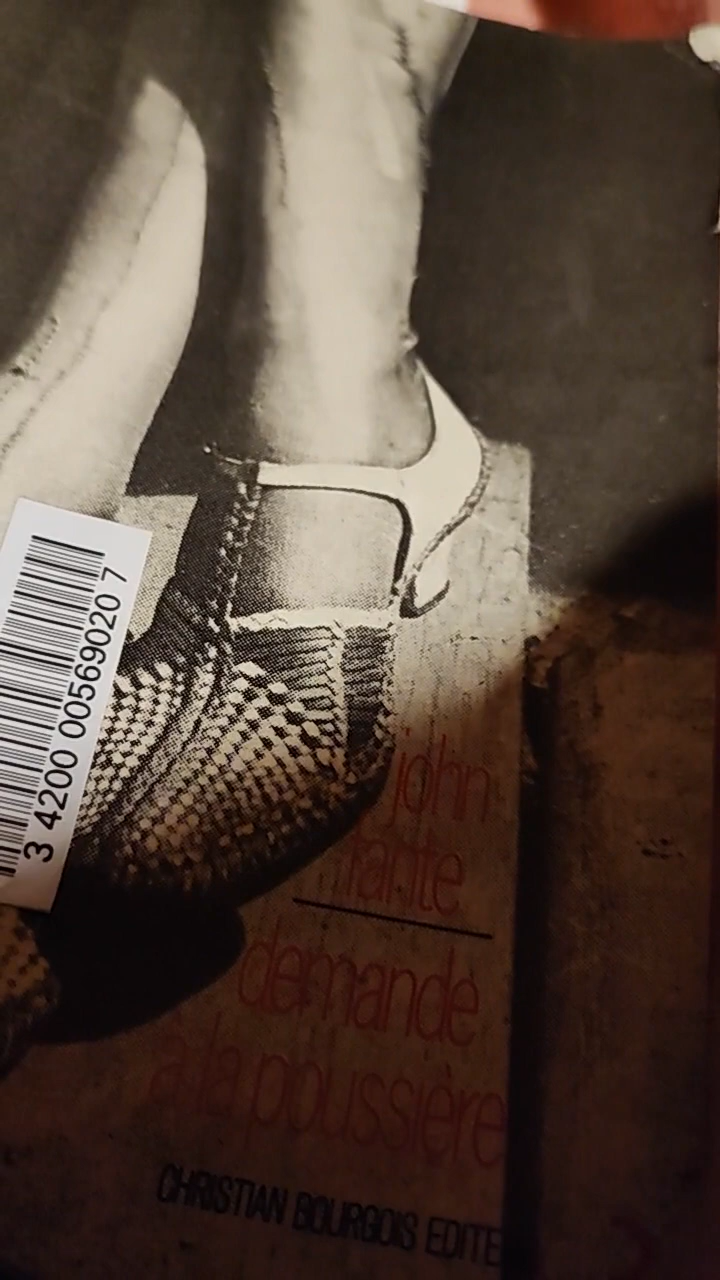 john
fante
demande
à la poussière
CHRISTIAN BOURGOIS EDITE
3 4200 00569020 7